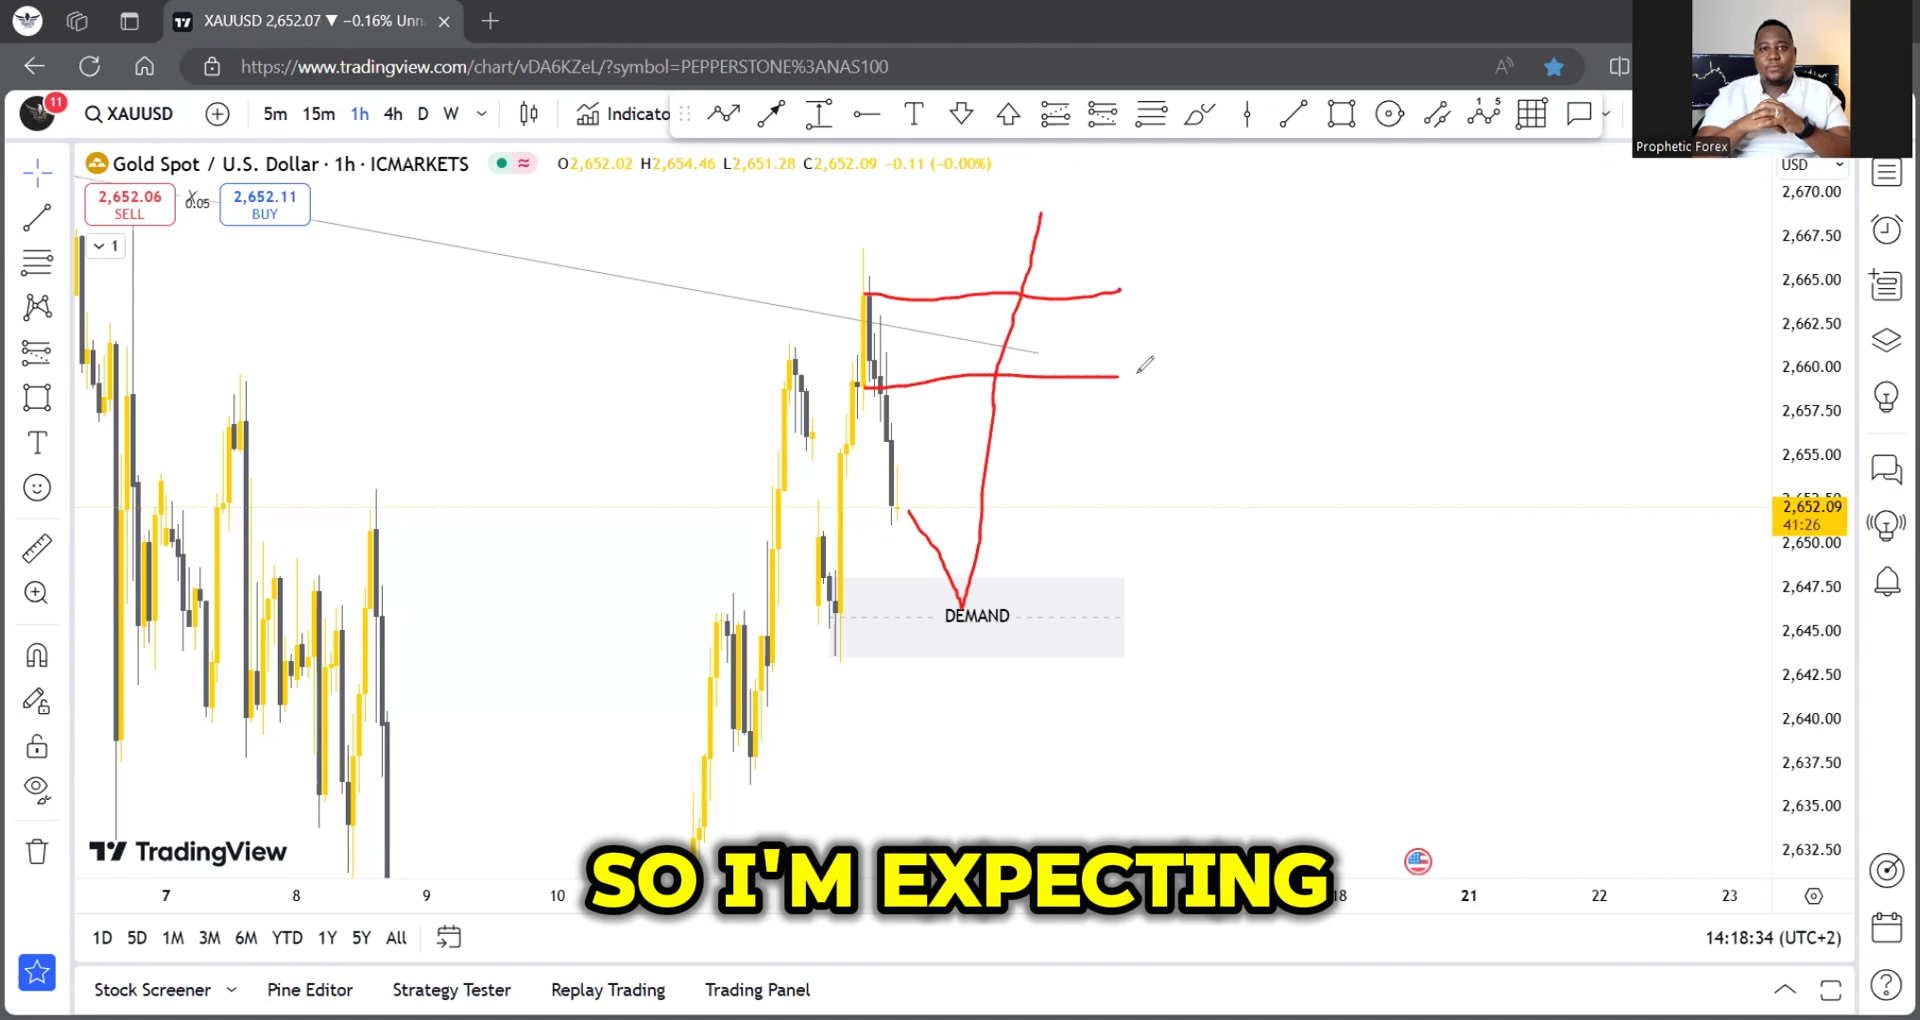 XAUUSD 2,652.07 ▼ −0.16% Unn
https://www.tradingview.com/chart/vDA6KZeL/?symbol=PEPPERSTONE%3ANAS100
Prophetic Forex
11
XAUUSD 5m 15m 1h 4h D W Indicato
Gold Spot / U.S. Dollar · 1h · ICMARKETS O2,652.02 H2,654.46 L2,651.28 C2,652.09 −0.11 (−0.00%)
USD
2,652.06
SELL
0.05
2,652.11
BUY
1
2,670.00
2,667.50
2,665.00
2,662.50
2,660.00
2,657.50
2,655.00
2,652.50
2,652.09
41:26
2,650.00
2,647.50
2,645.00
2,642.50
2,640.00
2,637.50
2,635.00
2,632.50
DEMAND
TradingView
SO I'M EXPECTING
7 8 9 10 18 21 22 23
1D 5D 1M 3M 6M YTD 1Y 5Y All
14:18:34 (UTC+2)
Stock Screener Pine Editor Strategy Tester Replay Trading Trading Panel